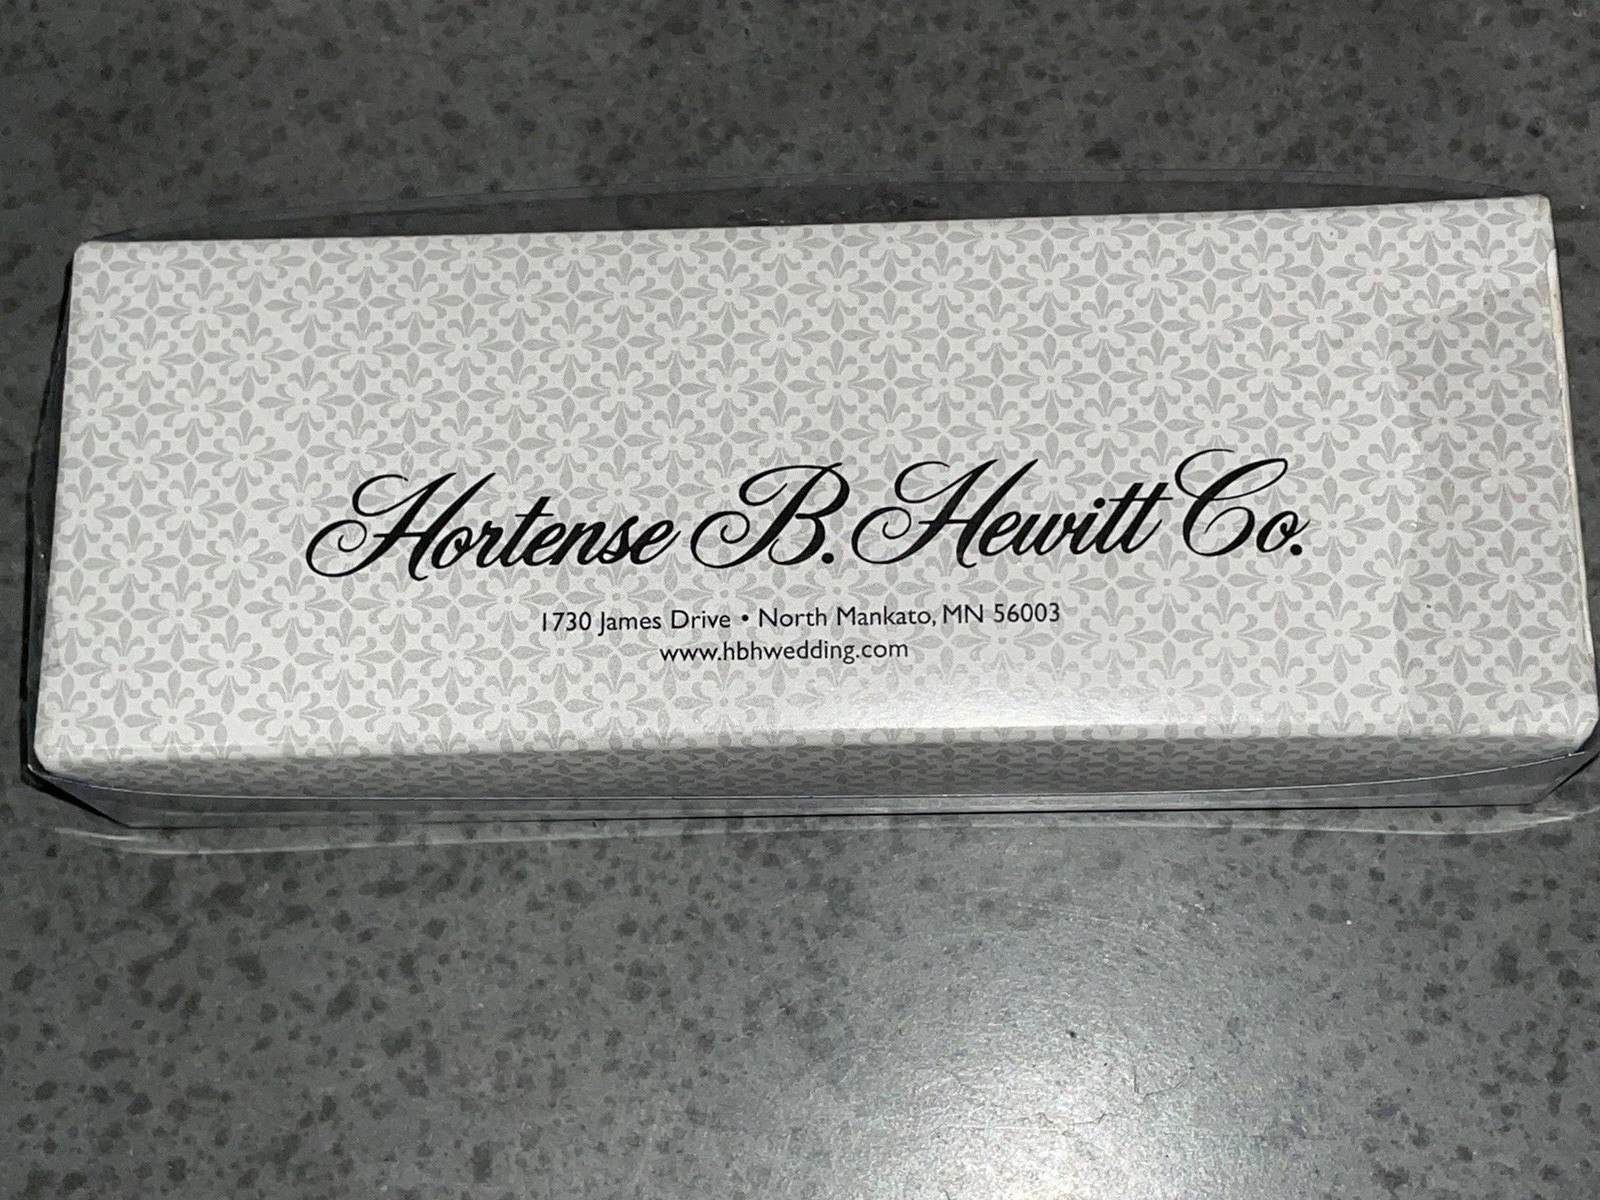 Hortense B. Hewitt Co.
1730 James Drive • North Mankato, MN 56003
www.hbhwedding.com